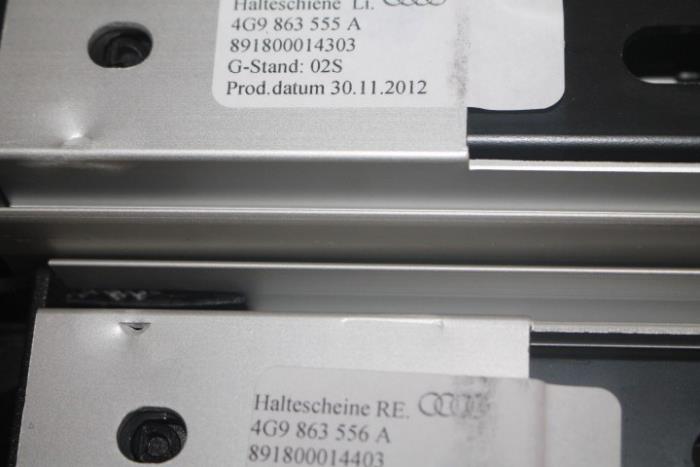 Halteschiene Li.
4G9 863 555 A
891800014303
G-Stand: 02S
Prod.datum 30.11.2012
Haltescheine RE.
4G9 863 556 A
891800014403